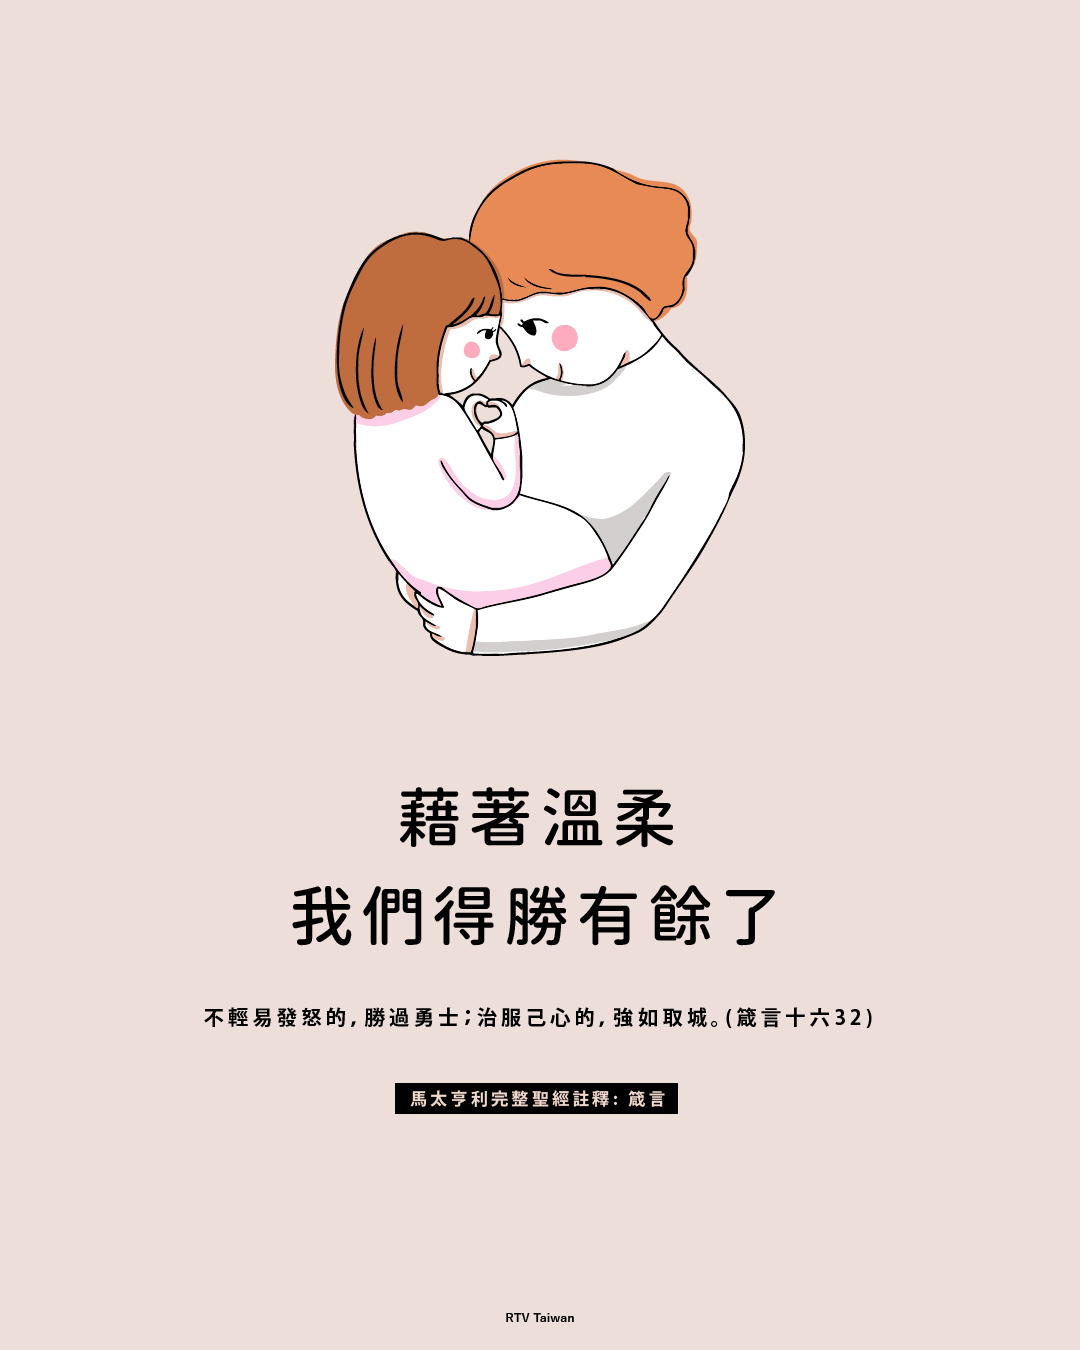 藉著溫柔
我們得勝有餘了
不輕易發怒的，勝過勇士；治服己心的，強如取城。(箴言十六32)
馬太亨利完整聖經註釋：箴言
RTV Taiwan